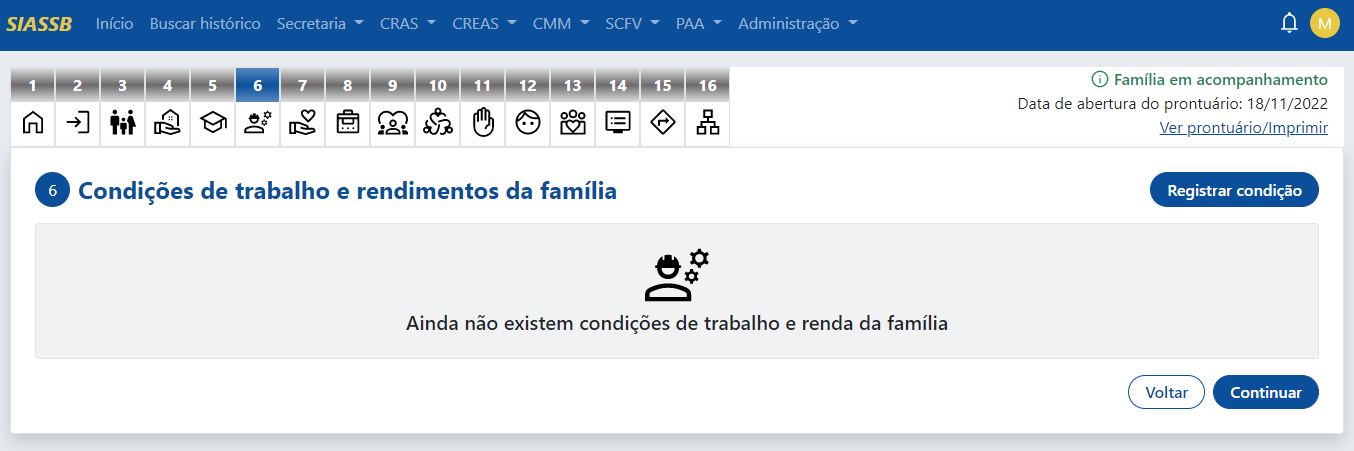 SIASSB Início Buscar histórico Secretaria CRAS CREAS CMM SCFV PAA Administração M
1 2 3 4 5 6 7 8 9 10 11 12 13 14 15 16
Família em acompanhamento
Data de abertura do prontuário: 18/11/2022
Ver prontuário/Imprimir
6 Condições de trabalho e rendimentos da família Registrar condição
Ainda não existem condições de trabalho e renda da família
Voltar Continuar